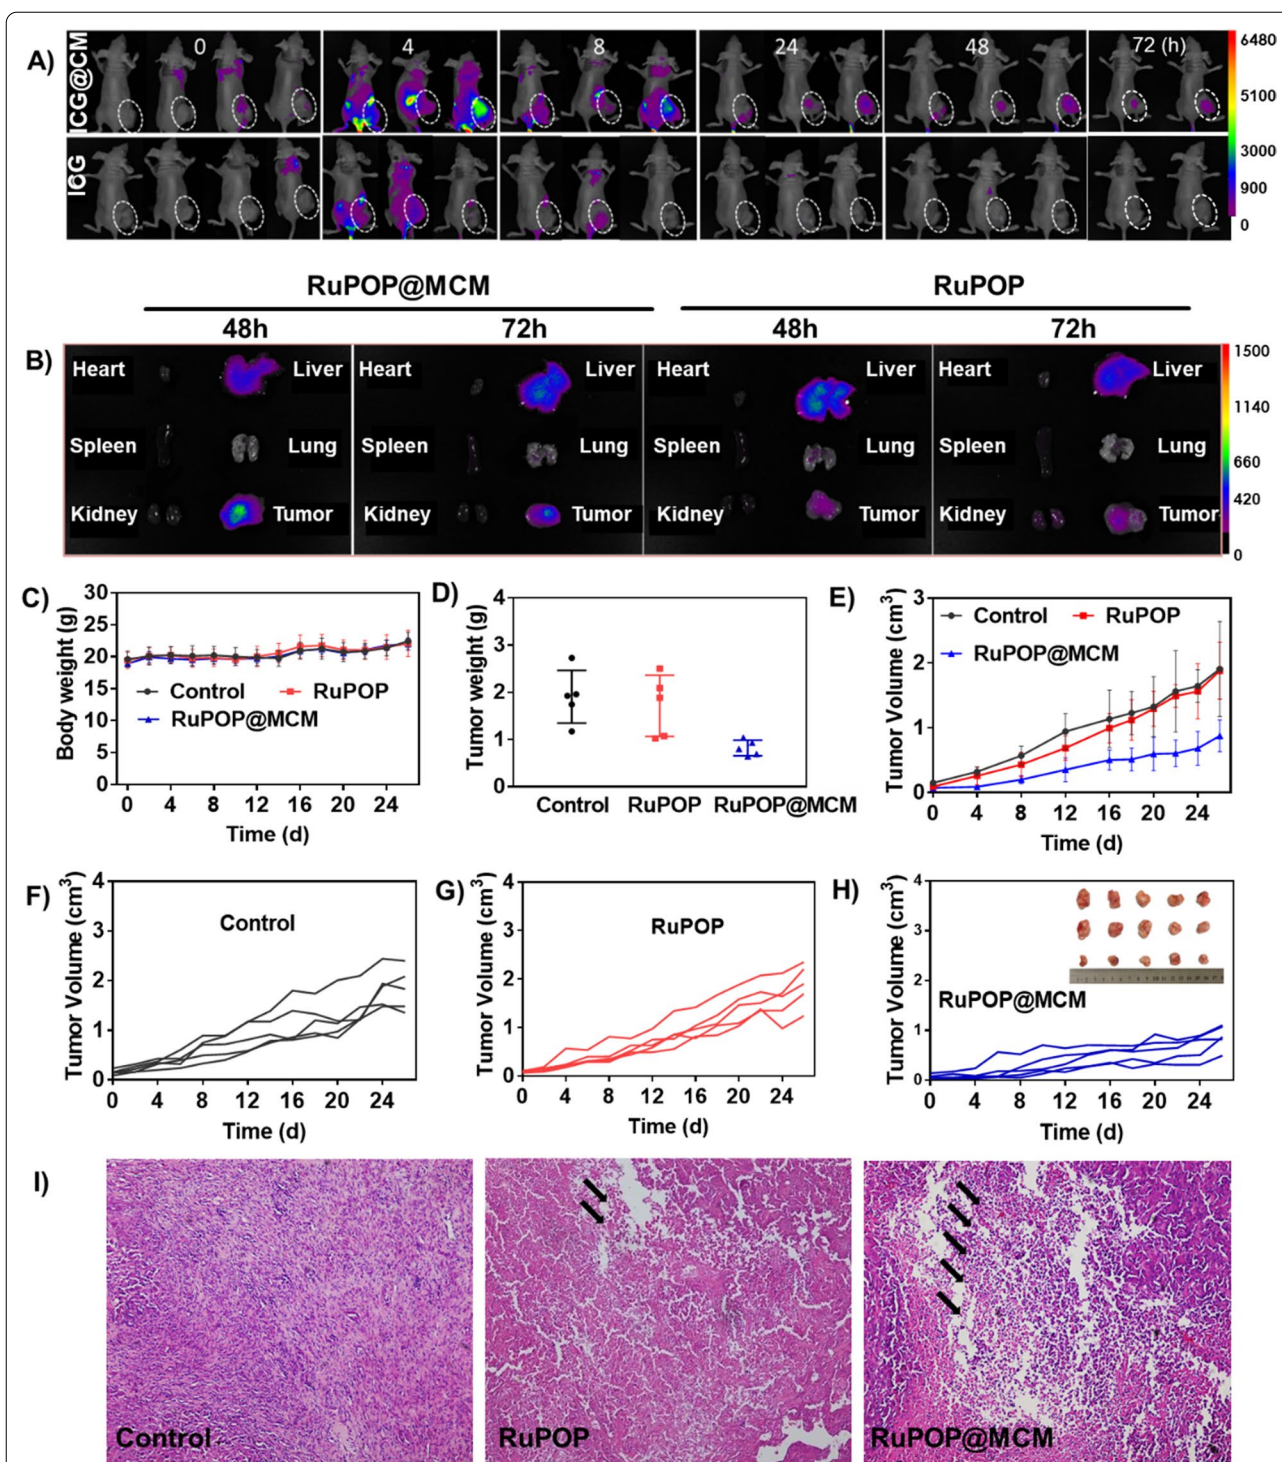 A)
ICG@CM
0 4 8 24 48 72 (h)
6480
5100
3000
900
0
ICG
RuPOP@MCM RuPOP
48h 72h 48h 72h
B)
Heart Liver Heart Liver Heart Liver Heart Liver
Spleen Lung Spleen Lung Spleen Lung Spleen Lung
Kidney Tumor Kidney Tumor Kidney Tumor Kidney Tumor
1500
1140
660
420
0
C)
Body weight (g)
30
25
20
15
10
5
0
Control RuPOP
RuPOP@MCM
0 4 8 12 16 20 24
Time (d)
D)
Tumor weight (g)
4
3
2
1
0
Control RuPOP RuPOP@MCM
E)
Tumor Volume (cm³)
3
2
1
0
Control RuPOP
RuPOP@MCM
0 4 8 12 16 20 24
Time (d)
F)
Tumor Volume (cm³)
4
3
2
1
0
Control
0 4 8 12 16 20 24
Time (d)
G)
Tumor Volume (cm³)
4
3
2
1
0
RuPOP
0 4 8 12 16 20 24
Time (d)
H)
Tumor Volume (cm³)
4
3
2
1
0
RuPOP@MCM
0 4 8 12 16 20 24
Time (d)
I)
Control
RuPOP
RuPOP@MCM